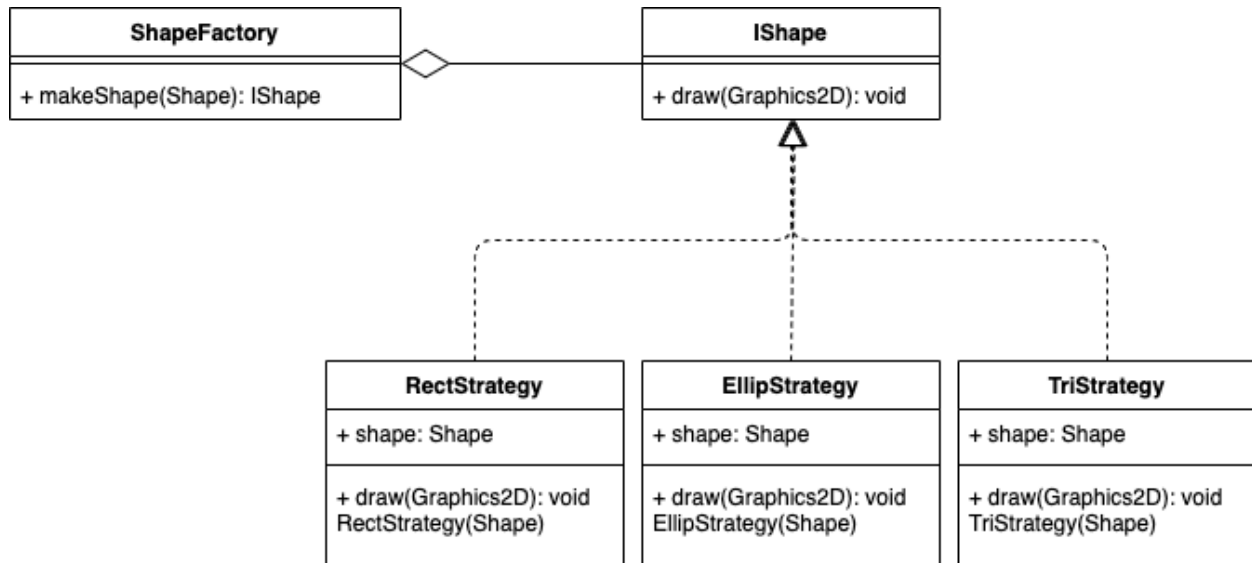 ShapeFactory
+ makeShape(Shape): IShape
IShape
+ draw(Graphics2D): void
RectStrategy
+ shape: Shape
+ draw(Graphics2D): void
RectStrategy(Shape)
EllipStrategy
+ shape: Shape
+ draw(Graphics2D): void
EllipStrategy(Shape)
TriStrategy
+ shape: Shape
+ draw(Graphics2D): void
TriStrategy(Shape)